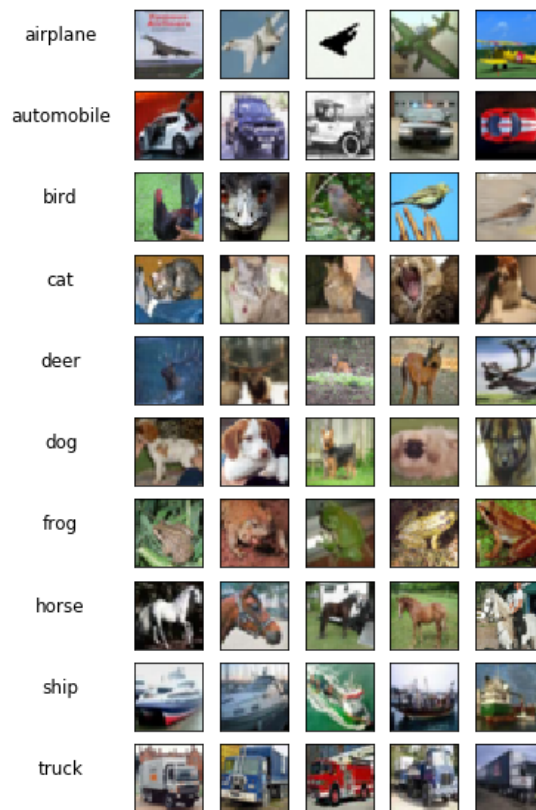 airplane
automobile
bird
cat
deer
dog
frog
horse
ship
truck